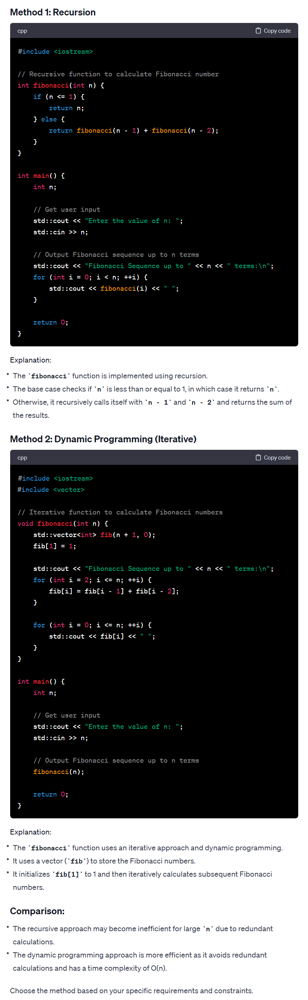 Method 1: Recursion
cpp
Copy code
#include <iostream>
// Recursive function to calculate Fibonacci number
int fibonacci(int n) {
    if (n <= 1) {
        return n;
    } else {
        return fibonacci(n - 1) + fibonacci(n - 2);
    }
}
int main() {
    int n;
    // Get user input
    std::cout << "Enter the value of n: ";
    std::cin >> n;
    // Output Fibonacci sequence up to n terms
    std::cout << "Fibonacci Sequence up to " << n << " terms:\n";
    for (int i = 0; i < n; ++i) {
        std::cout << fibonacci(i) << " ";
    }
    return 0;
}
Explanation:
• The `fibonacci` function is implemented using recursion.
• The base case checks if `n` is less than or equal to 1, in which case it returns `n`.
• Otherwise, it recursively calls itself with `n - 1` and `n - 2` and returns the sum of
the results.
Method 2: Dynamic Programming (Iterative)
cpp
Copy code
#include <iostream>
#include <vector>
// Iterative function to calculate Fibonacci numbers
void fibonacci(int n) {
    std::vector<int> fib(n + 1, 0);
    fib[1] = 1;
    std::cout << "Fibonacci Sequence up to " << n << " terms:\n";
    for (int i = 2; i <= n; ++i) {
        fib[i] = fib[i - 1] + fib[i - 2];
    }
    for (int i = 0; i <= n; ++i) {
        std::cout << fib[i] << " ";
    }
}
int main() {
    int n;
    // Get user input
    std::cout << "Enter the value of n: ";
    std::cin >> n;
    // Output Fibonacci sequence up to n terms
    fibonacci(n);
    return 0;
}
Explanation:
• The `fibonacci` function uses an iterative approach and dynamic programming.
• It uses a vector (`fib`) to store the Fibonacci numbers.
• It initializes `fib[1]` to 1 and then iteratively calculates subsequent Fibonacci
numbers.
Comparison:
• The recursive approach may become inefficient for large `n` due to redundant
calculations.
• The dynamic programming approach is more efficient as it avoids redundant
calculations and has a time complexity of O(n).
Choose the method based on your specific requirements and constraints.